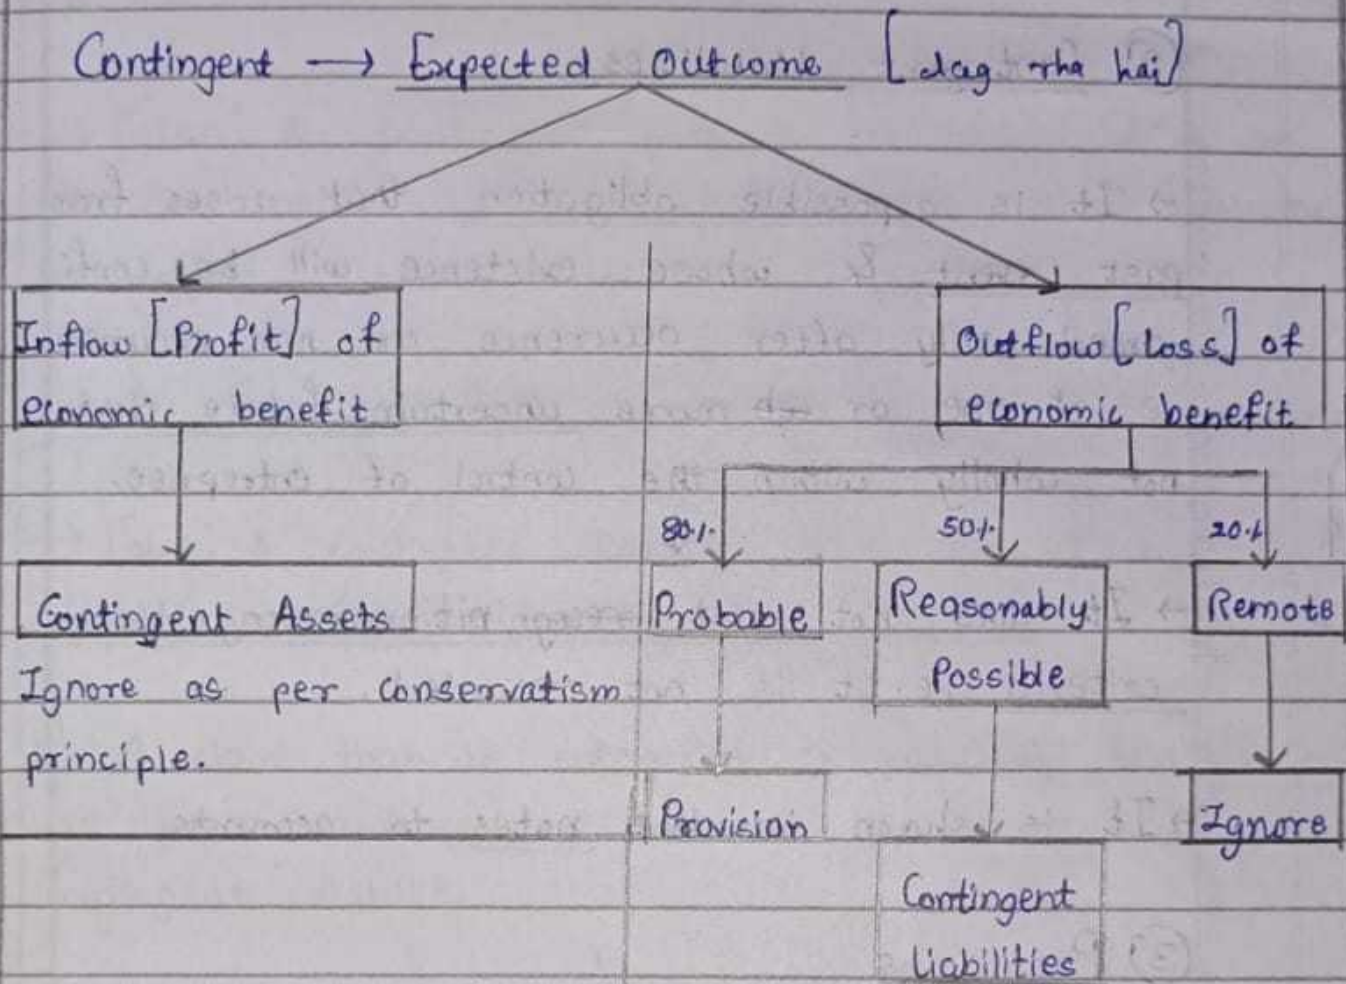 Contingent → Expected Outcome [dag rha hai]
Inflow [Profit] of
economic benefit
Outflow [Loss] of
economic benefit
80%
50%
20%
Contingent Assets
Ignore as per conservatism
principle.
Probable
Reasonably
Possible
Remote
Provision
Contingent
Liabilities
Ignore